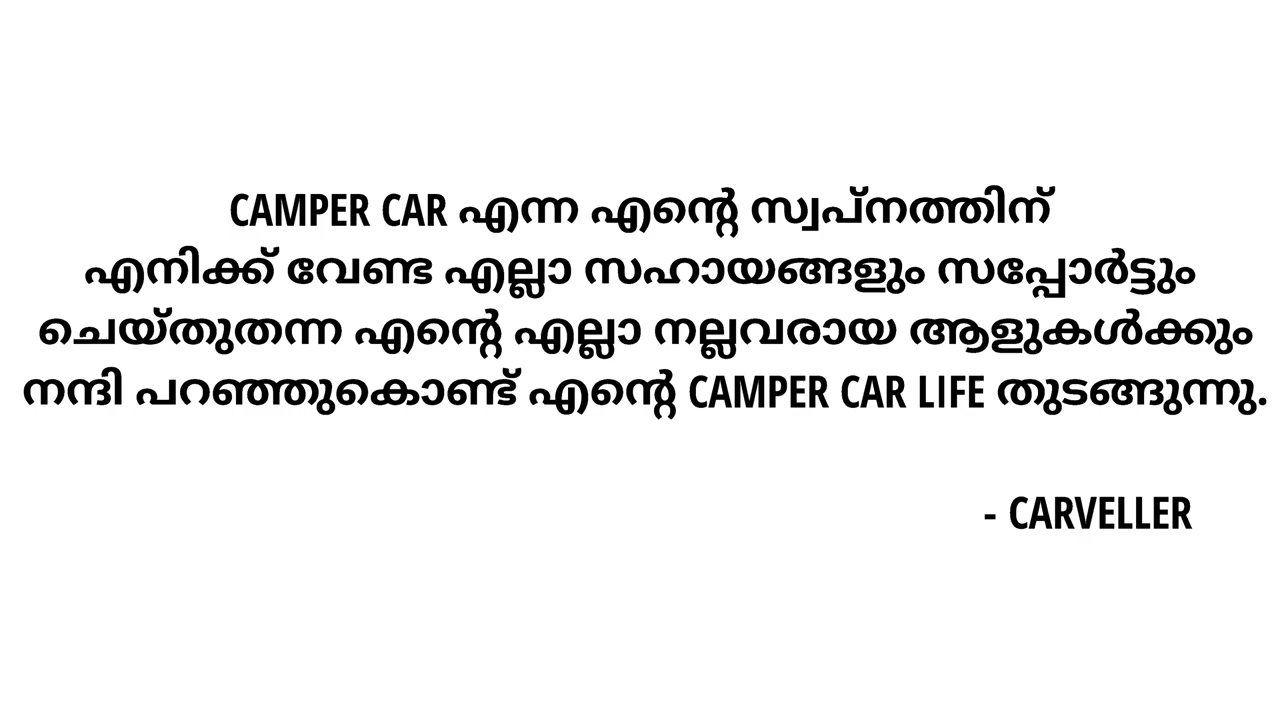 CAMPER CAR എന്ന എന്റെ സ്വപ്നത്തിന്
എനിക്ക് വേണ്ട എല്ലാ സഹായങ്ങളും സപ്പോർട്ടും
ചെയ്തുതന്ന എന്റെ എല്ലാ നല്ലവരായ ആളുകൾക്കും
നന്ദി പറഞ്ഞുകൊണ്ട് എന്റെ CAMPER CAR LIFE തുടങ്ങുന്നു.
- CARVELLER